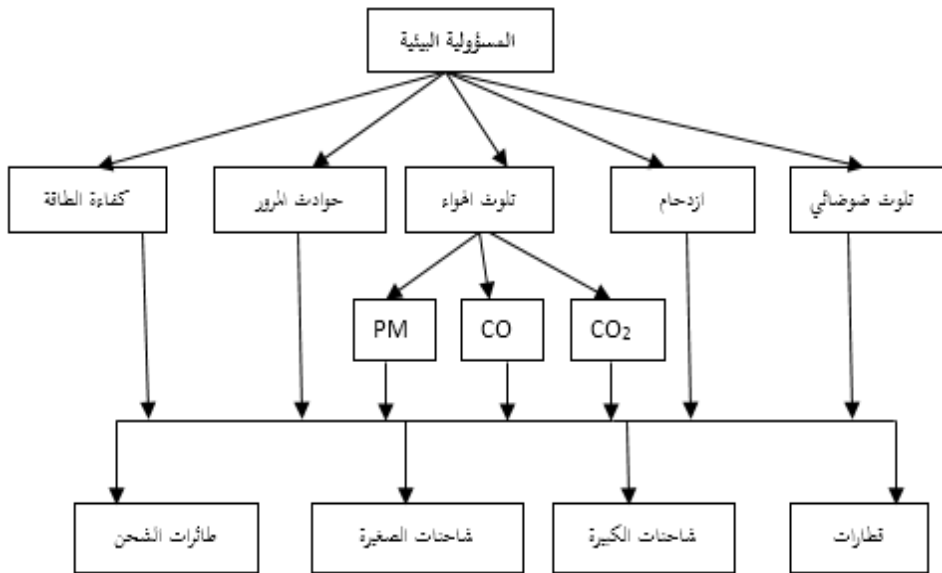 المسؤولية البيئية
تلوث ضوضائي
ازدحام
تلوث الهواء
حوادث المرور
كفاءة الطاقة
CO₂
CO
PM
قطارات
شاحنات الكبيرة
شاحنات الصغيرة
طائرات الشحن